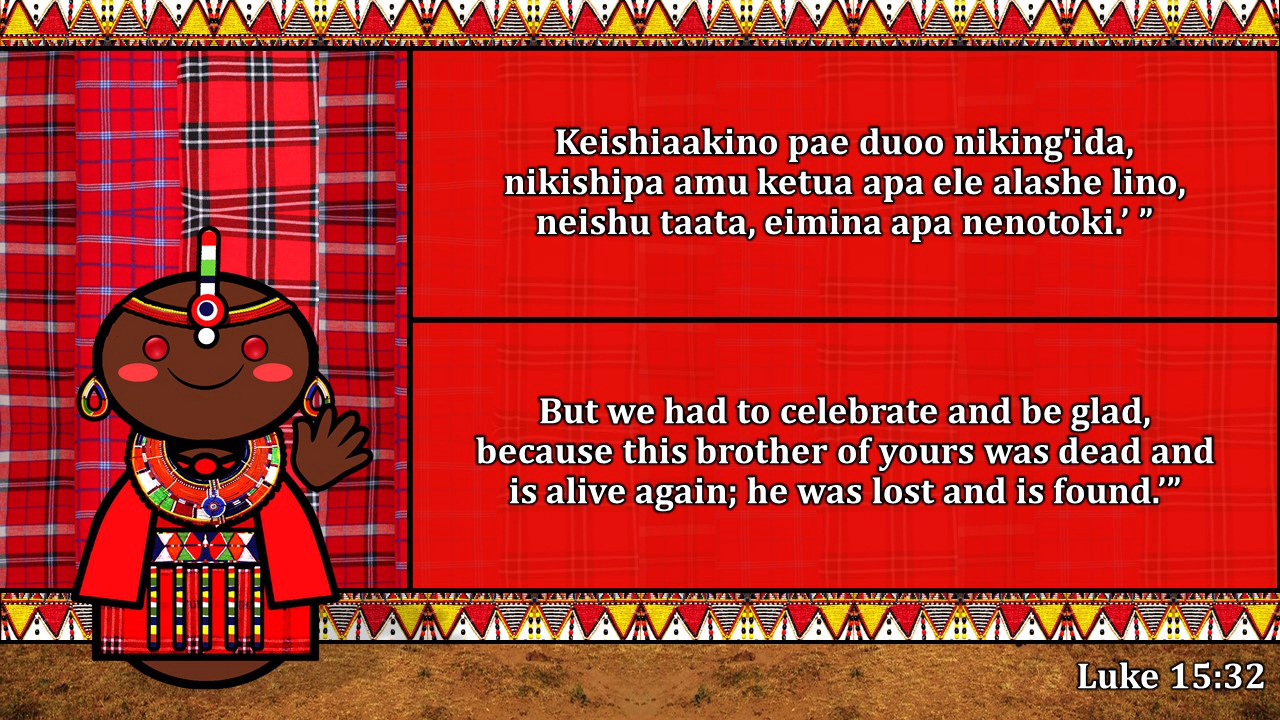 Keishiaakino pae duoo niking'ida,
nikishipa amu ketua apa ele alashe lino,
neishu taata, eimina apa nenotoki.’ ”
But we had to celebrate and be glad,
because this brother of yours was dead and
is alive again; he was lost and is found.’”
Luke 15:32